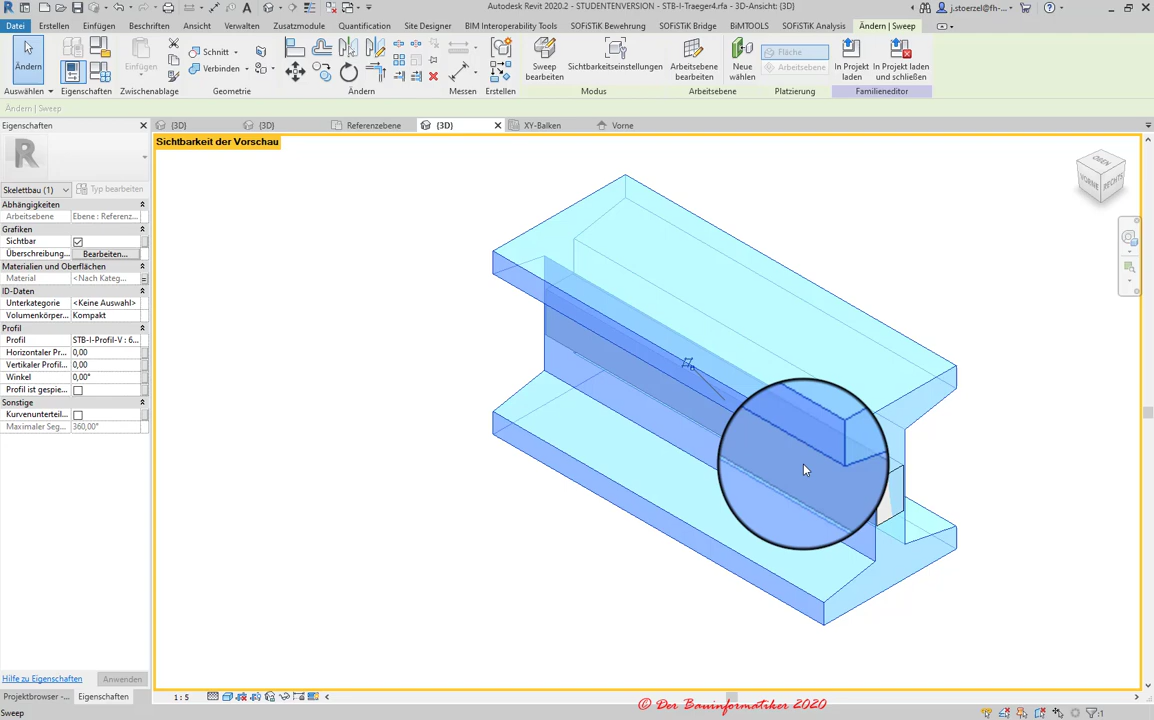 Autodesk Revit 2020.2 - STUDENTENVERSION - STB-I-Traeger4.rfa - 3D-Ansicht: {3D}
j.stoerzel@fh-...
Datei Einfügen Beschriften Ansicht Verwalten Zusatzmodule Quantification Site Designer BIM Interoperability Tools SOFiSTiK Bewehrung SOFiSTiK Bridge BiMTOOLS SOFiSTiK Analysis Ändern | Sweep
Ändern
Einfügen
Schnitt
Verbinden
Sweep bearbeiten
Sichtbarkeitseinstellungen
Arbeitsebene bearbeiten
Neue wählen
Fläche
Arbeitsebene
In Projekt laden
In Projekt laden und schließen
Auswählen Eigenschaften Zwischenablage Geometrie Ändern Messen Erstellen Modus Arbeitsebene Platzierung Familieneditor
Ändern | Sweep
Eigenschaften
{3D} {3D} Referenzebene {3D} XY-Balken Vorne
Sichtbarkeit der Vorschau
OBEN
VORNE
RECHTS
R
Skelettbau (1) Typ bearbeiten
Abhängigkeiten
Arbeitsebene Ebene : Referenz...
Grafiken
Sichtbar
Überschreibung... Bearbeiten...
Materialien und Oberflächen
Material <Nach Kateg...
ID-Daten
Unterkategorie <Keine Auswahl>
Volumenkörper... Kompakt
Profil
Profil STB-I-Profil-V : 6...
Horizontaler Pr... 0,00
Vertikaler Profil... 0,00
Winkel 0,00°
Profil ist gespie...
Sonstige
Kurvenunterteil...
Maximaler Seg... 360,00°
Hilfe zu Eigenschaften Anwenden
Projektbrowser -... Eigenschaften
1 : 5
© Der Bauinformatiker 2020
Sweep
:1